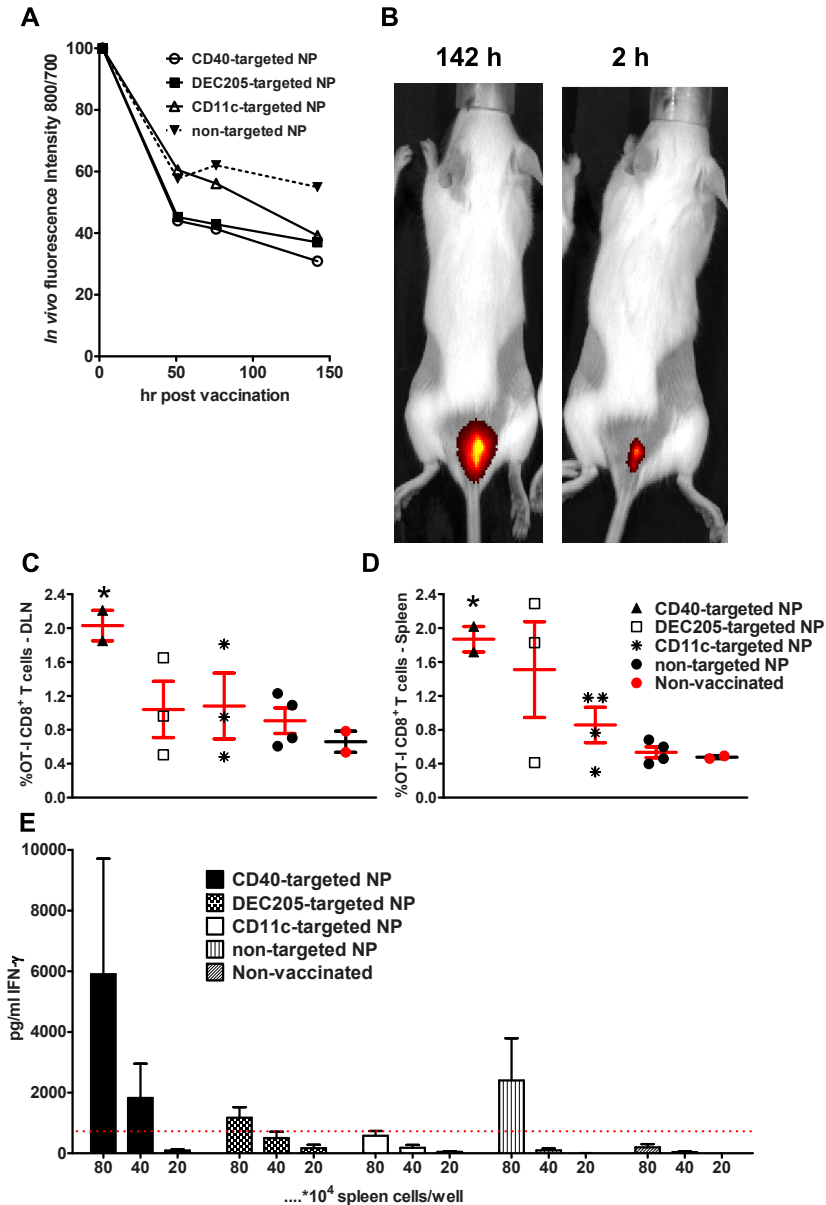 A
In vivo fluorescence Intensity 800/700
100
80
60
40
20
0
0
50
100
150
hr post vaccination
CD40-targeted NP
DEC205-targeted NP
CD11c-targeted NP
non-targeted NP
B
142 h
2 h
C
%OT-I CD8+ T cells - DLN
2.4
2.0
1.6
1.2
0.8
0.4
0.0
*
D
%OT-I CD8+ T cells - Spleen
2.4
2.0
1.6
1.2
0.8
0.4
0.0
*
CD40-targeted NP
DEC205-targeted NP
CD11c-targeted NP
non-targeted NP
Non-vaccinated
E
pg/ml IFN-γ
10000
8000
6000
4000
2000
0
CD40-targeted NP
DEC205-targeted NP
CD11c-targeted NP
non-targeted NP
Non-vaccinated
80 40 20 80 40 20 80 40 20 80 40 20 80 40 20
....*10⁴ spleen cells/well